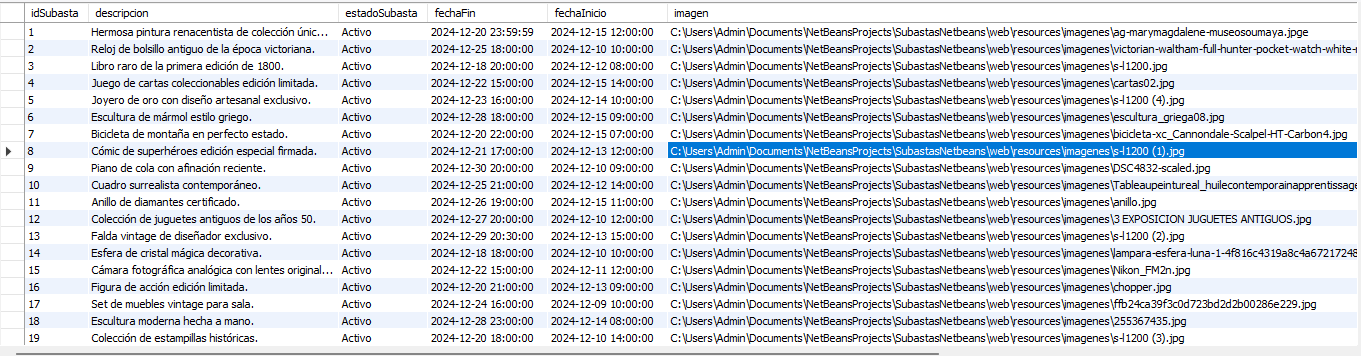 idSubasta descripcion estadoSubasta fechaFin fechaInicio imagen
1 Hermosa pintura renacentista de colección únic... Activo 2024-12-20 23:59:59 2024-12-15 12:00:00 C:\Users\Admin\Documents\NetBeansProjects\SubastasNetbeans\web\resources\imagenes\ag-marymagdalene-museosoumaya.jpge
2 Reloj de bolsillo antiguo de la época victoriana. Activo 2024-12-25 18:00:00 2024-12-10 10:00:00 C:\Users\Admin\Documents\NetBeansProjects\SubastasNetbeans\web\resources\imagenes\victorian-waltham-full-hunter-pocket-watch-white-
3 Libro raro de la primera edición de 1800. Activo 2024-12-18 20:00:00 2024-12-12 08:00:00 C:\Users\Admin\Documents\NetBeansProjects\SubastasNetbeans\web\resources\imagenes\s-l1200.jpg
4 Juego de cartas coleccionables edición limitada. Activo 2024-12-22 15:00:00 2024-12-15 14:00:00 C:\Users\Admin\Documents\NetBeansProjects\SubastasNetbeans\web\resources\imagenes\cartas02.jpg
5 Joyero de oro con diseño artesanal exclusivo. Activo 2024-12-23 16:00:00 2024-12-14 10:00:00 C:\Users\Admin\Documents\NetBeansProjects\SubastasNetbeans\web\resources\imagenes\s-l1200 (4).jpg
6 Escultura de mármol estilo griego. Activo 2024-12-28 18:00:00 2024-12-15 09:00:00 C:\Users\Admin\Documents\NetBeansProjects\SubastasNetbeans\web\resources\imagenes\escultura_griega08.jpg
7 Bicicleta de montaña en perfecto estado. Activo 2024-12-20 22:00:00 2024-12-15 07:00:00 C:\Users\Admin\Documents\NetBeansProjects\SubastasNetbeans\web\resources\imagenes\bicicleta-xc_Cannondale-Scalpel-HT-Carbon4.jpg
8 Cómic de superhéroes edición especial firmada. Activo 2024-12-21 17:00:00 2024-12-13 12:00:00 C:\Users\Admin\Documents\NetBeansProjects\SubastasNetbeans\web\resources\imagenes\s-l1200 (1).jpg
9 Piano de cola con afinación reciente. Activo 2024-12-30 20:00:00 2024-12-10 09:00:00 C:\Users\Admin\Documents\NetBeansProjects\SubastasNetbeans\web\resources\imagenes\DSC4832-scaled.jpg
10 Cuadro surrealista contemporáneo. Activo 2024-12-25 21:00:00 2024-12-12 14:00:00 C:\Users\Admin\Documents\NetBeansProjects\SubastasNetbeans\web\resources\imagenes\Tableaupeintureal_huilecontemporainapprentissage
11 Anillo de diamantes certificado. Activo 2024-12-26 19:00:00 2024-12-15 11:00:00 C:\Users\Admin\Documents\NetBeansProjects\SubastasNetbeans\web\resources\imagenes\anillo.jpg
12 Colección de juguetes antiguos de los años 50. Activo 2024-12-27 20:00:00 2024-12-10 12:00:00 C:\Users\Admin\Documents\NetBeansProjects\SubastasNetbeans\web\resources\imagenes\3 EXPOSICION JUGUETES ANTIGUOS.jpg
13 Falda vintage de diseñador exclusivo. Activo 2024-12-29 20:30:00 2024-12-13 15:00:00 C:\Users\Admin\Documents\NetBeansProjects\SubastasNetbeans\web\resources\imagenes\s-l1200 (2).jpg
14 Esfera de cristal mágica decorativa. Activo 2024-12-18 18:00:00 2024-12-10 10:00:00 C:\Users\Admin\Documents\NetBeansProjects\SubastasNetbeans\web\resources\imagenes\lampara-esfera-luna-1-4f816c4319a8c4a67217248
15 Cámara fotográfica analógica con lentes original... Activo 2024-12-22 15:00:00 2024-12-11 12:00:00 C:\Users\Admin\Documents\NetBeansProjects\SubastasNetbeans\web\resources\imagenes\Nikon_FM2n.jpg
16 Figura de acción edición limitada. Activo 2024-12-20 21:00:00 2024-12-13 09:00:00 C:\Users\Admin\Documents\NetBeansProjects\SubastasNetbeans\web\resources\imagenes\chopper.jpg
17 Set de muebles vintage para sala. Activo 2024-12-24 16:00:00 2024-12-09 10:00:00 C:\Users\Admin\Documents\NetBeansProjects\SubastasNetbeans\web\resources\imagenes\ffb24ca39f3c0d723bd2d2b00286e229.jpg
18 Escultura moderna hecha a mano. Activo 2024-12-28 23:00:00 2024-12-14 08:00:00 C:\Users\Admin\Documents\NetBeansProjects\SubastasNetbeans\web\resources\imagenes\255367435.jpg
19 Colección de estampillas históricas. Activo 2024-12-20 18:00:00 2024-12-10 14:00:00 C:\Users\Admin\Documents\NetBeansProjects\SubastasNetbeans\web\resources\imagenes\s-l1200 (3).jpg